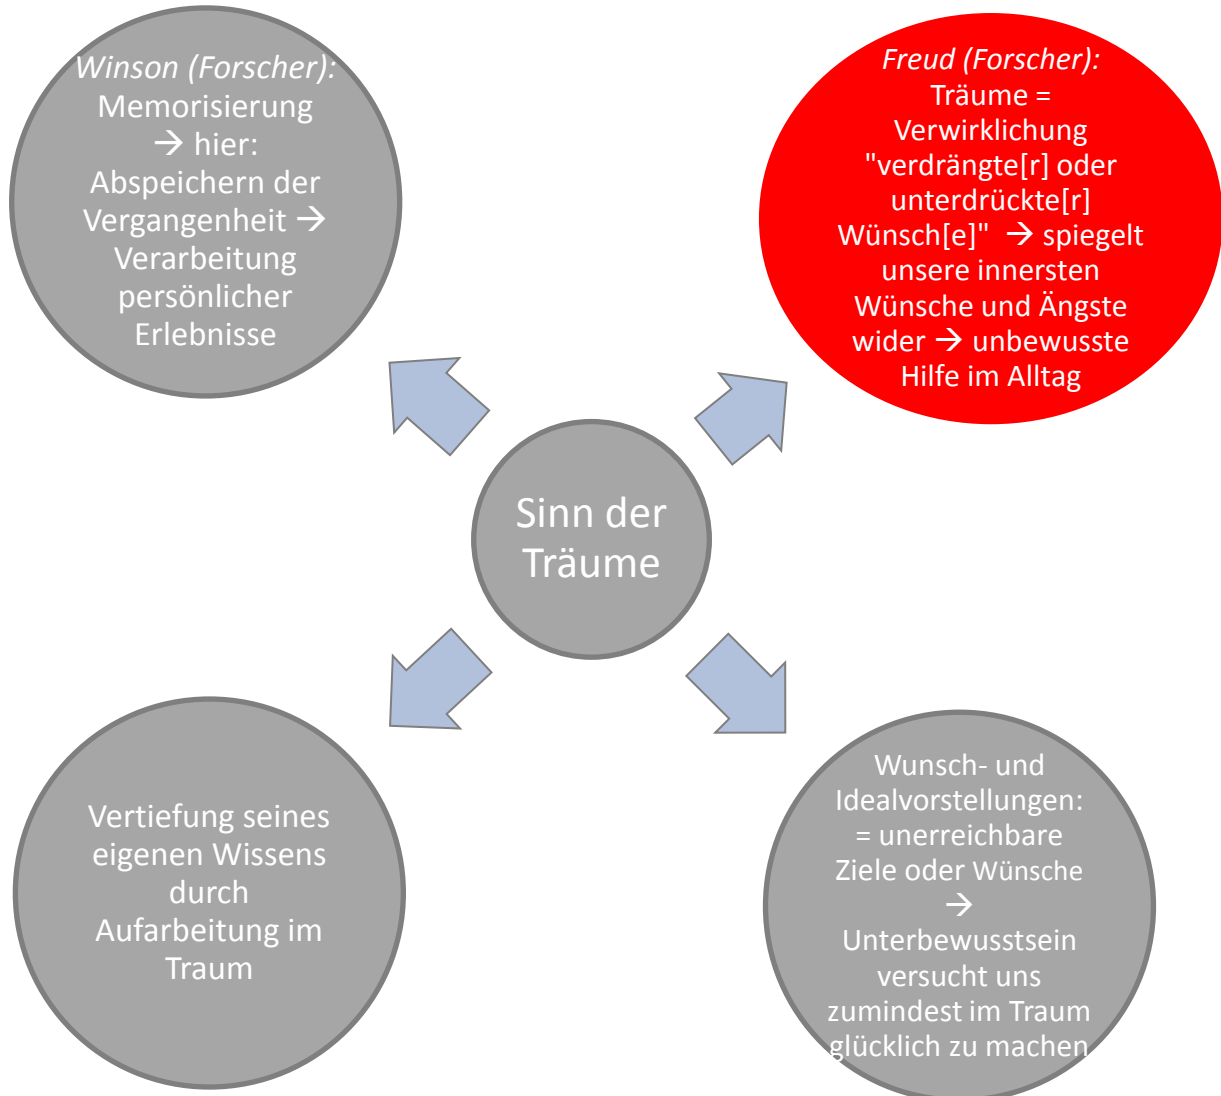 Winson (Forscher):
Memorisierung
→ hier:
Abspeichern der
Vergangenheit →
Verarbeitung
persönlicher
Erlebnisse
Freud (Forscher):
Träume =
Verwirklichung
"verdrängte[r] oder
unterdrückte[r]
Wünsch[e]" → spiegelt
unsere innersten
Wünsche und Ängste
wider → unbewusste
Hilfe im Alltag
Sinn der
Träume
Vertiefung seines
eigenen Wissens
durch
Aufarbeitung im
Traum
Wunsch- und
Idealvorstellungen:
= unerreichbare
Ziele oder Wünsche
→
Unterbewusstsein
versucht uns
zumindest im Traum
glücklich zu machen